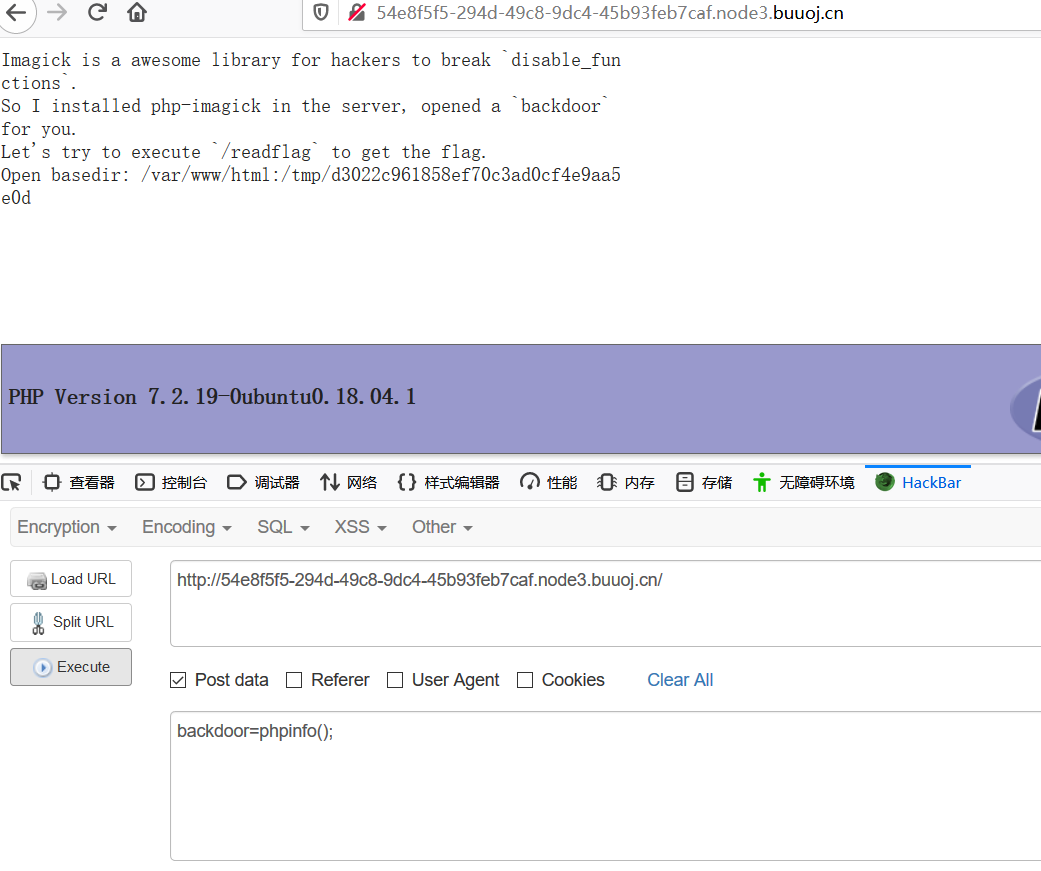 54e8f5f5-294d-49c8-9dc4-45b93feb7caf.node3.buuoj.cn
Imagick is a awesome library for hackers to break `disable_fun
ctions`.
So I installed php-imagick in the server, opened a `backdoor`
for you.
Let's try to execute `/readflag` to get the flag.
Open basedir: /var/www/html:/tmp/d3022c961858ef70c3ad0cf4e9aa5
e0d
PHP Version 7.2.19-0ubuntu0.18.04.1
查看器 控制台 调试器 网络 样式编辑器 性能 内存 存储 无障碍环境 HackBar
Encryption Encoding SQL XSS Other
Load URL
http://54e8f5f5-294d-49c8-9dc4-45b93feb7caf.node3.buuoj.cn/
Split URL
Execute
Post data Referer User Agent Cookies Clear All
backdoor=phpinfo();